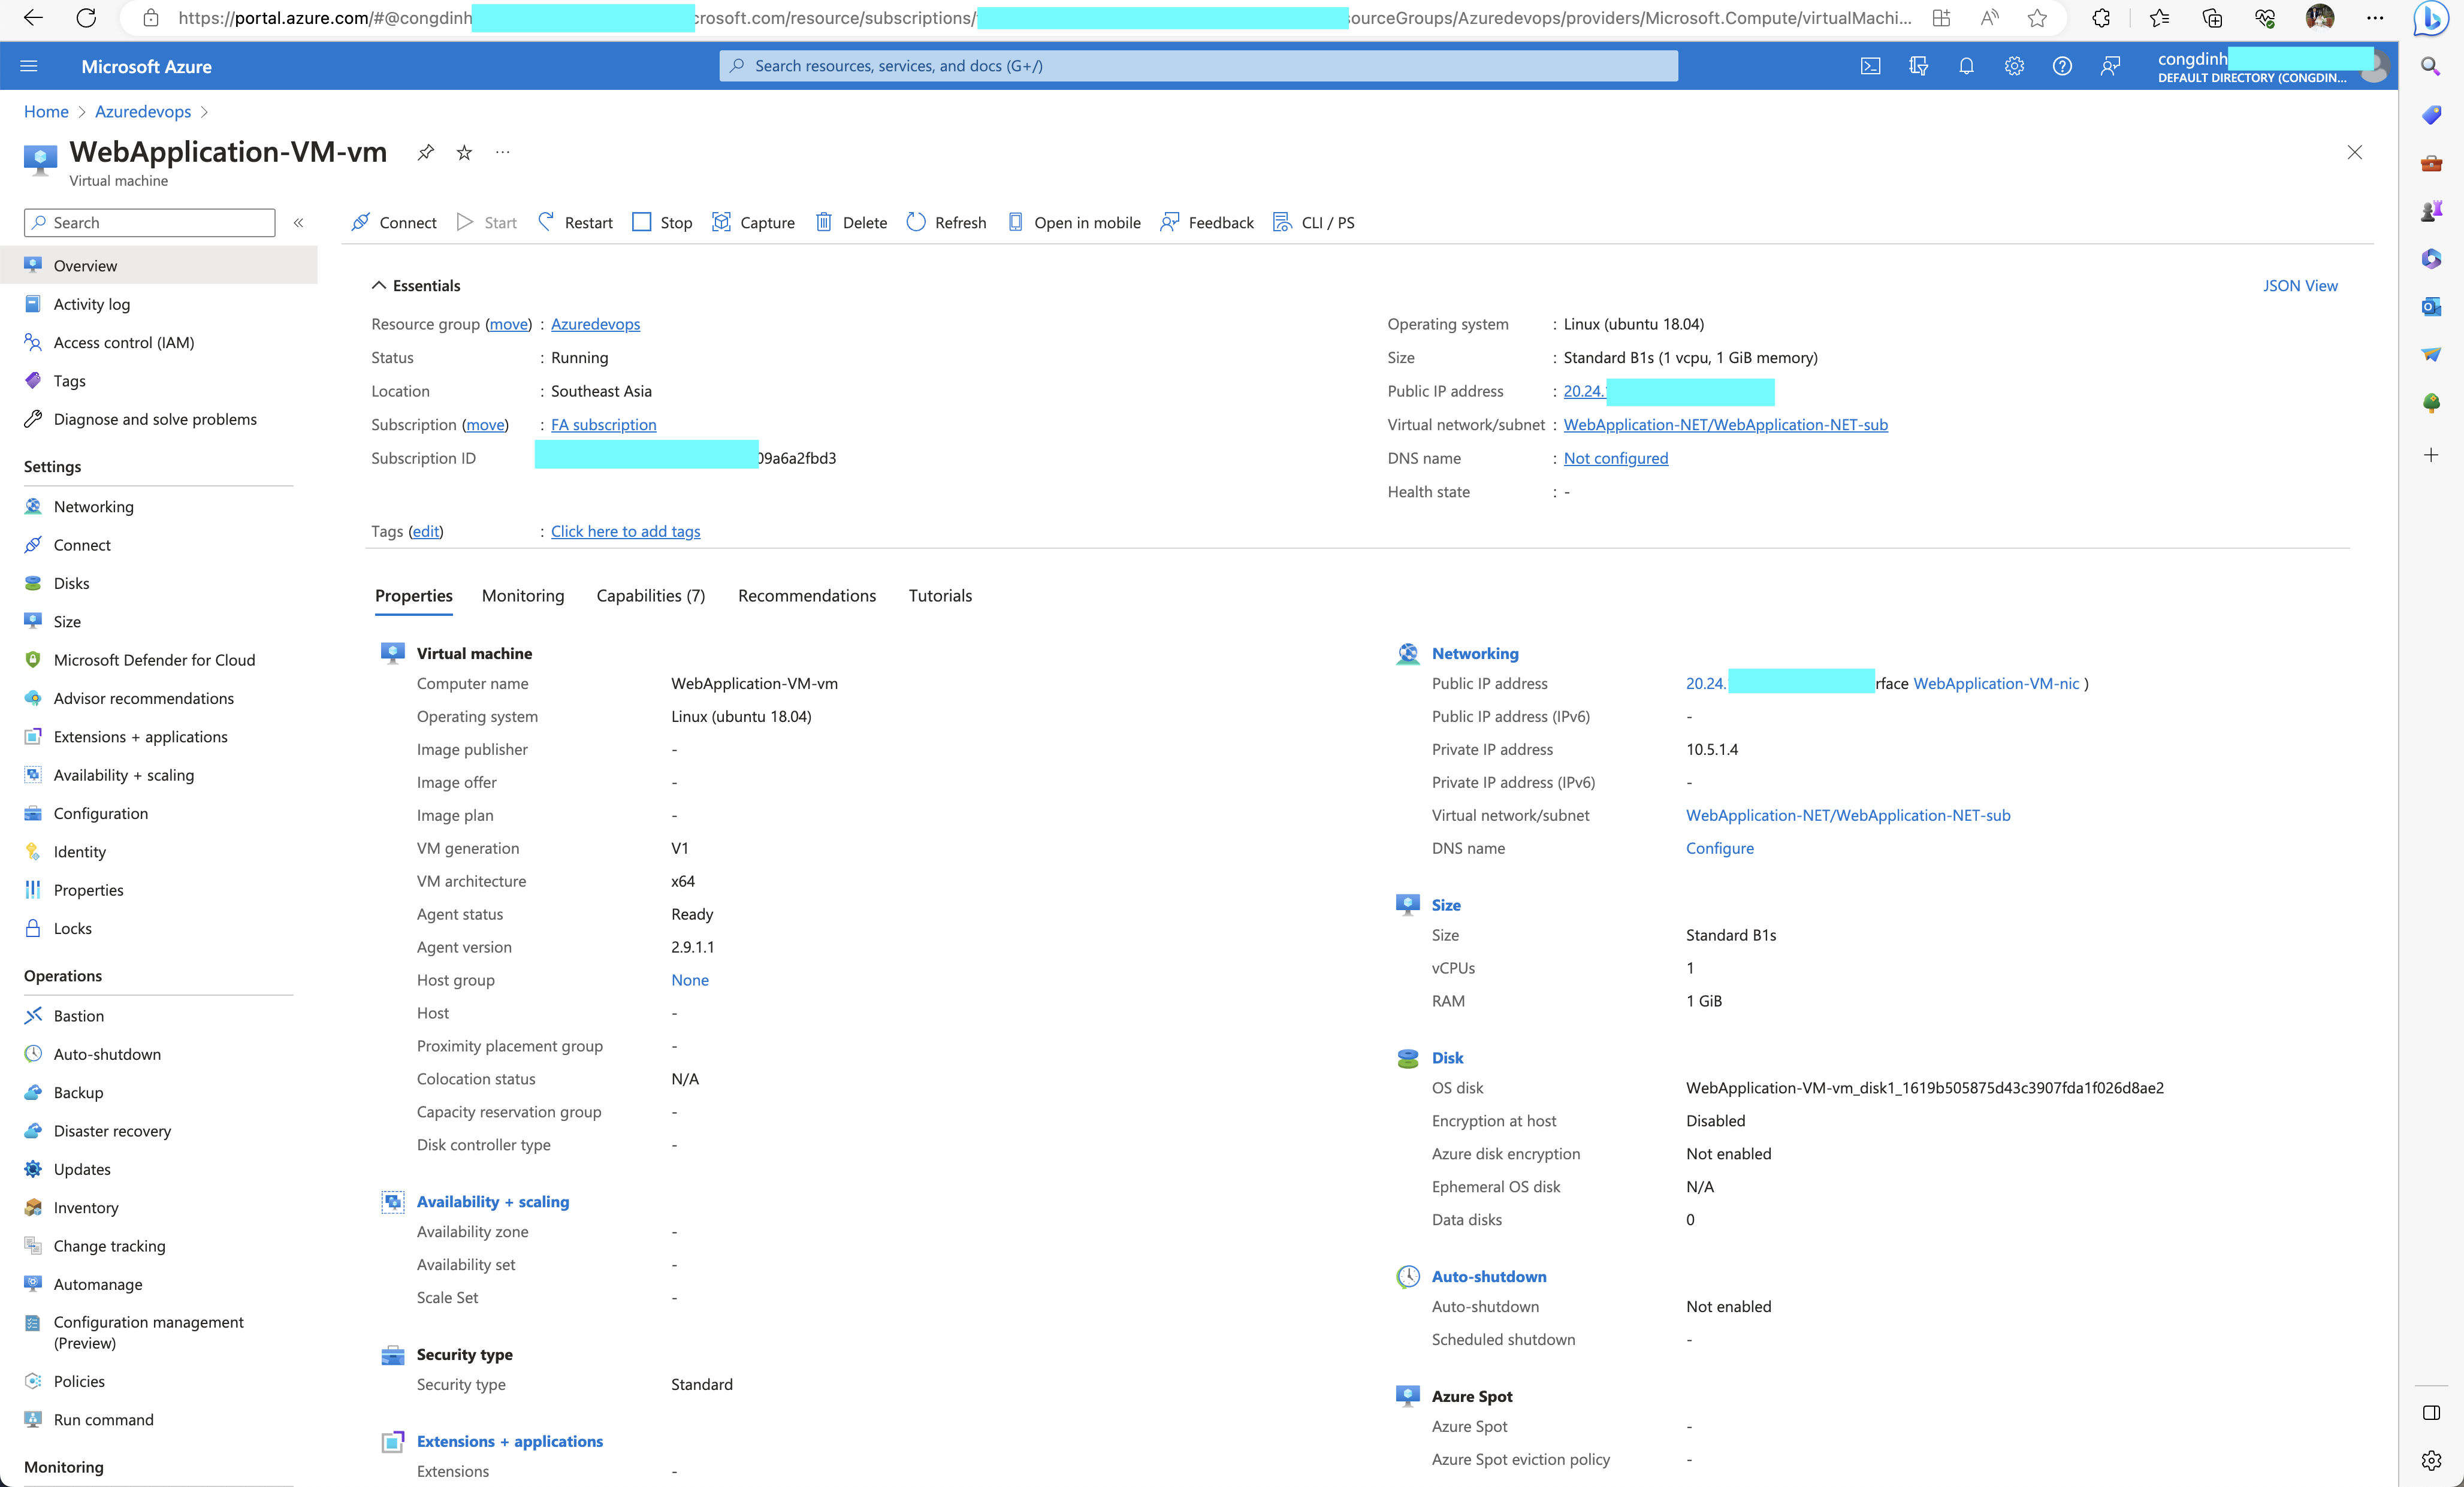 https://portal.azure.com/#@congdinh crosoft.com/resource/subscriptions/ ourceGroups/Azuredevops/providers/Microsoft.Compute/virtualMachi...
Microsoft Azure
Search resources, services, and docs (G+/)
congdinh
DEFAULT DIRECTORY (CONGDIN...
Home > Azuredevops >
WebApplication-VM-vm
Virtual machine
Search
Connect Start Restart Stop Capture Delete Refresh Open in mobile Feedback CLI / PS
Overview
Activity log
Access control (IAM)
Tags
Diagnose and solve problems
Settings
Networking
Connect
Disks
Size
Microsoft Defender for Cloud
Advisor recommendations
Extensions + applications
Availability + scaling
Configuration
Identity
Properties
Locks
Operations
Bastion
Auto-shutdown
Backup
Disaster recovery
Updates
Inventory
Change tracking
Automanage
Configuration management
(Preview)
Policies
Run command
Monitoring
Essentials
JSON View
Resource group (move) : Azuredevops
Status : Running
Location : Southeast Asia
Subscription (move) : FA subscription
Subscription ID 09a6a2fbd3
Operating system : Linux (ubuntu 18.04)
Size : Standard B1s (1 vcpu, 1 GiB memory)
Public IP address : 20.24.
Virtual network/subnet : WebApplication-NET/WebApplication-NET-sub
DNS name : Not configured
Health state : -
Tags (edit) : Click here to add tags
Properties Monitoring Capabilities (7) Recommendations Tutorials
Virtual machine
Computer name WebApplication-VM-vm
Operating system Linux (ubuntu 18.04)
Image publisher -
Image offer -
Image plan -
VM generation V1
VM architecture x64
Agent status Ready
Agent version 2.9.1.1
Host group None
Host -
Proximity placement group -
Colocation status N/A
Capacity reservation group -
Disk controller type -
Availability + scaling
Availability zone -
Availability set -
Scale Set -
Security type
Security type Standard
Extensions + applications
Extensions -
Networking
Public IP address 20.24. rface WebApplication-VM-nic )
Public IP address (IPv6) -
Private IP address 10.5.1.4
Private IP address (IPv6) -
Virtual network/subnet WebApplication-NET/WebApplication-NET-sub
DNS name Configure
Size
Size Standard B1s
vCPUs 1
RAM 1 GiB
Disk
OS disk WebApplication-VM-vm_disk1_1619b505875d43c3907fda1f026d8ae2
Encryption at host Disabled
Azure disk encryption Not enabled
Ephemeral OS disk N/A
Data disks 0
Auto-shutdown
Auto-shutdown Not enabled
Scheduled shutdown -
Azure Spot
Azure Spot -
Azure Spot eviction policy -